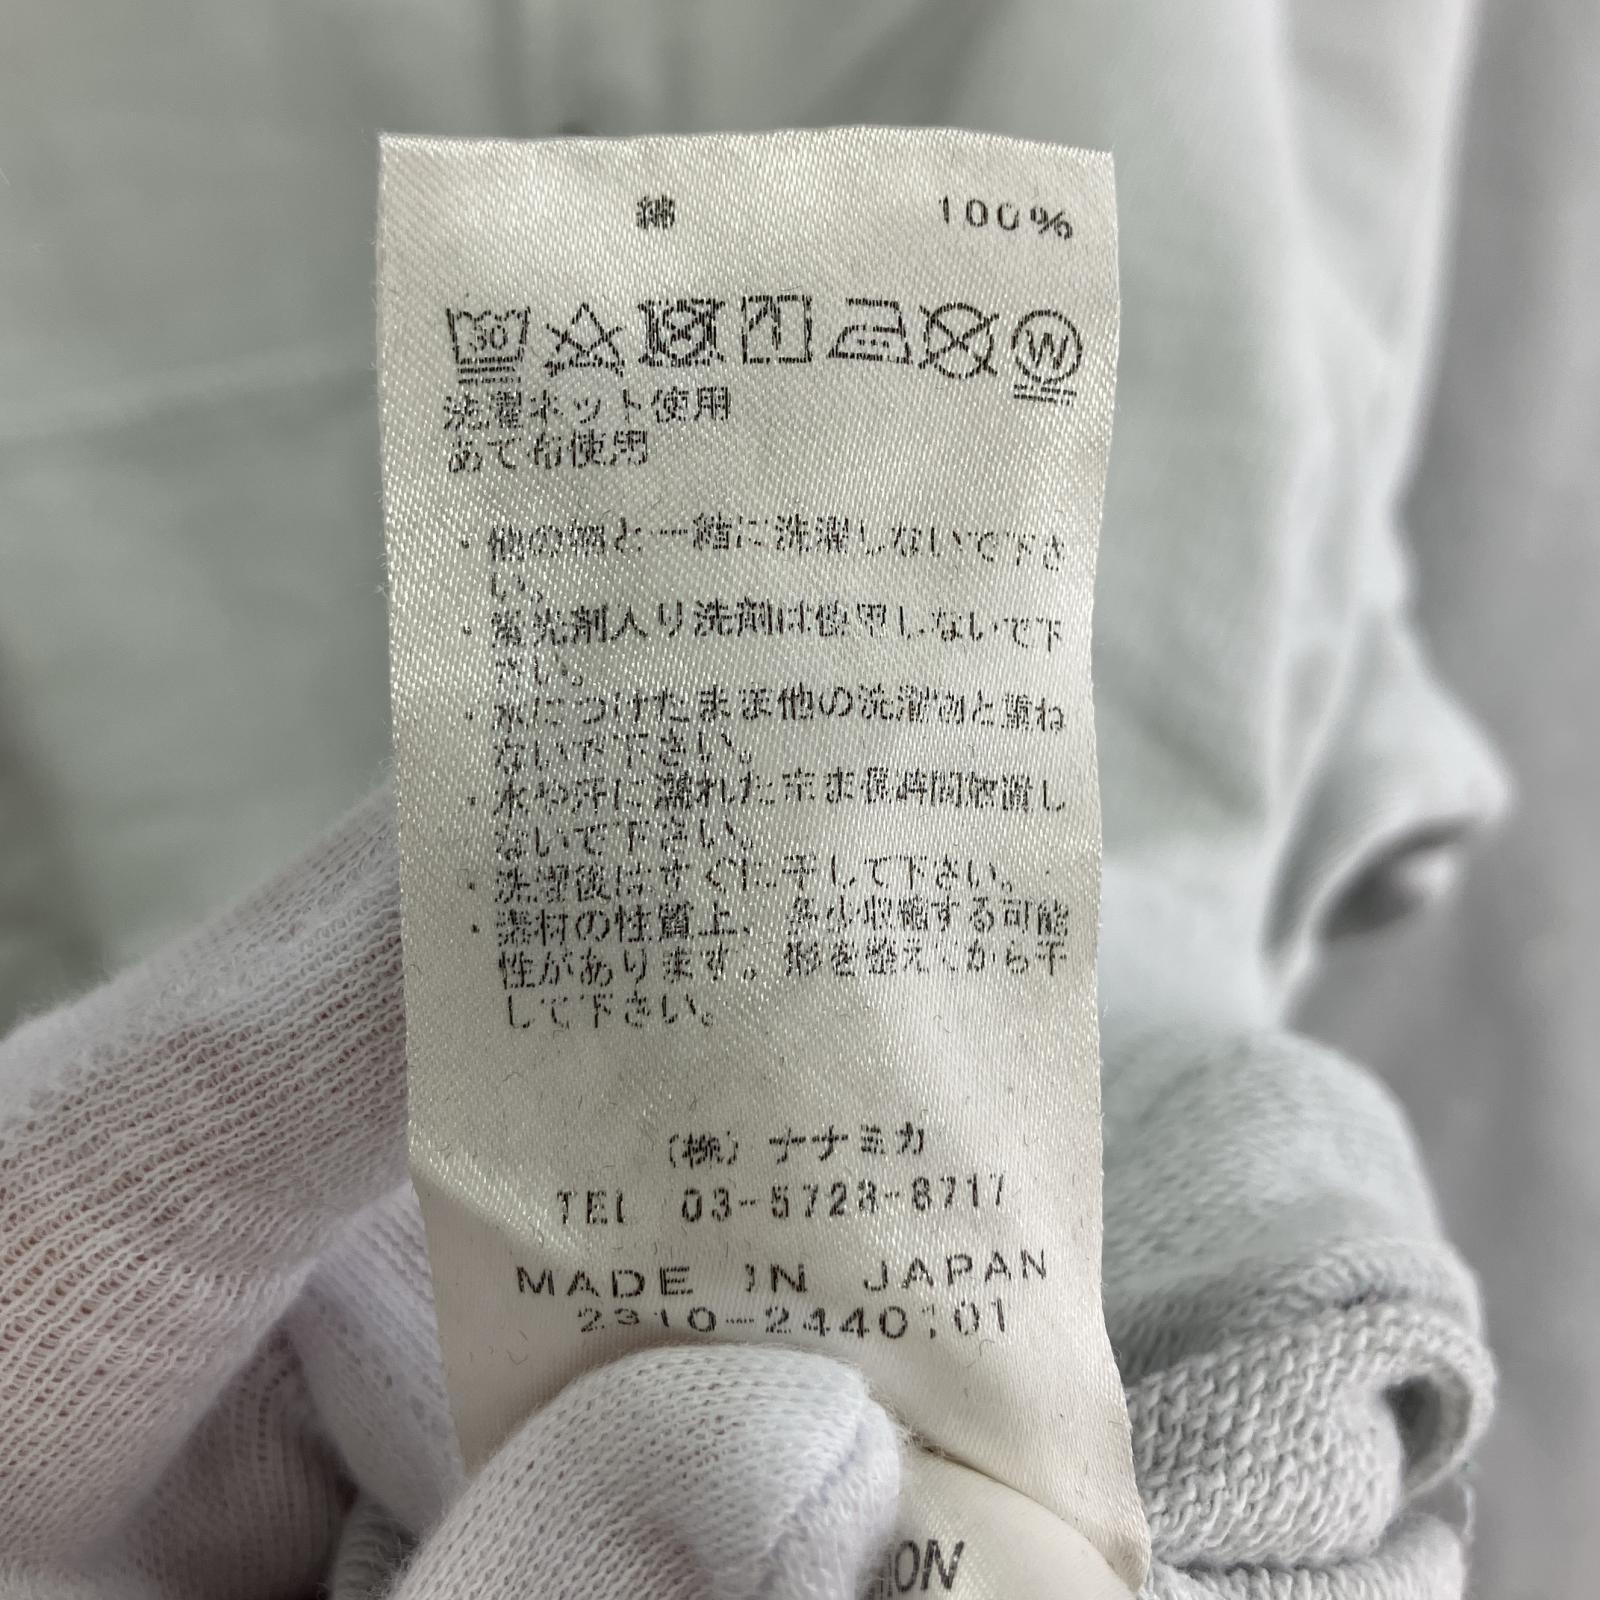 綿 100%
30
W
洗濯ネット使用
あて布使用
・他の物と一緒に洗濯しないで下さ
い。
・蛍光剤入り洗剤は使用しないで下
さい。
・水につけたまま他の洗濯物と重ね
ないで下さい。
・水や汗に濡れたまま長時間放置し
ないで下さい。
・洗濯後はすぐに干して下さい。
・素材の性質上、多少収縮する可能
性があります。形を整えてから干
して下さい。
(株) ナナミカ
TEL 03-5728-6717
MADE IN JAPAN
2310-2440:01
ION